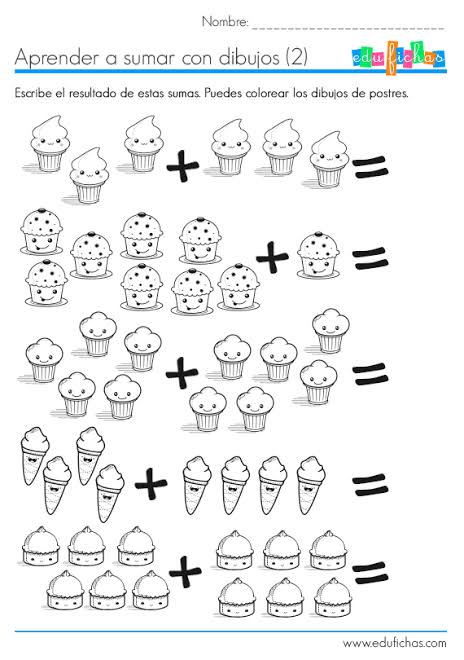 Nombre: _________________________
Aprender a sumar con dibujos (2)
edufichas
Escribe el resultado de estas sumas. Puedes colorear los dibujos de postres.
+ =
+ =
+ =
+ =
+ =
www.edufichas.com